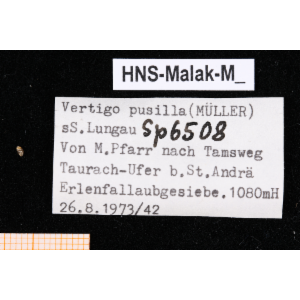 HNS-Malak-M_
Vertigo pusilla(MÜLLER)
sS.Lungau Sp6508
Von M.Pfarr nach Tamsweg
Taurach-Ufer b.St.Andrä
Erlenfallaubgesiebe.1080mH
26.8.1973/42